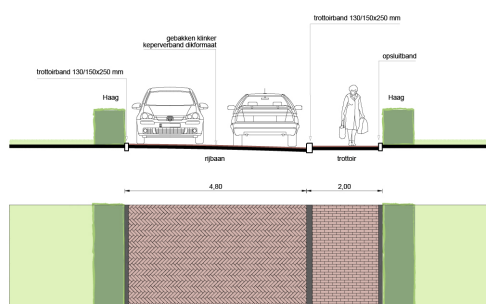 trottoirband 130/150x250 mm
gebakken klinker
keperverband dikformaat
opsluitband
trottoirband 130/150x250 mm
Haag
Haag
rijbaan
trottoir
4,80
2,00